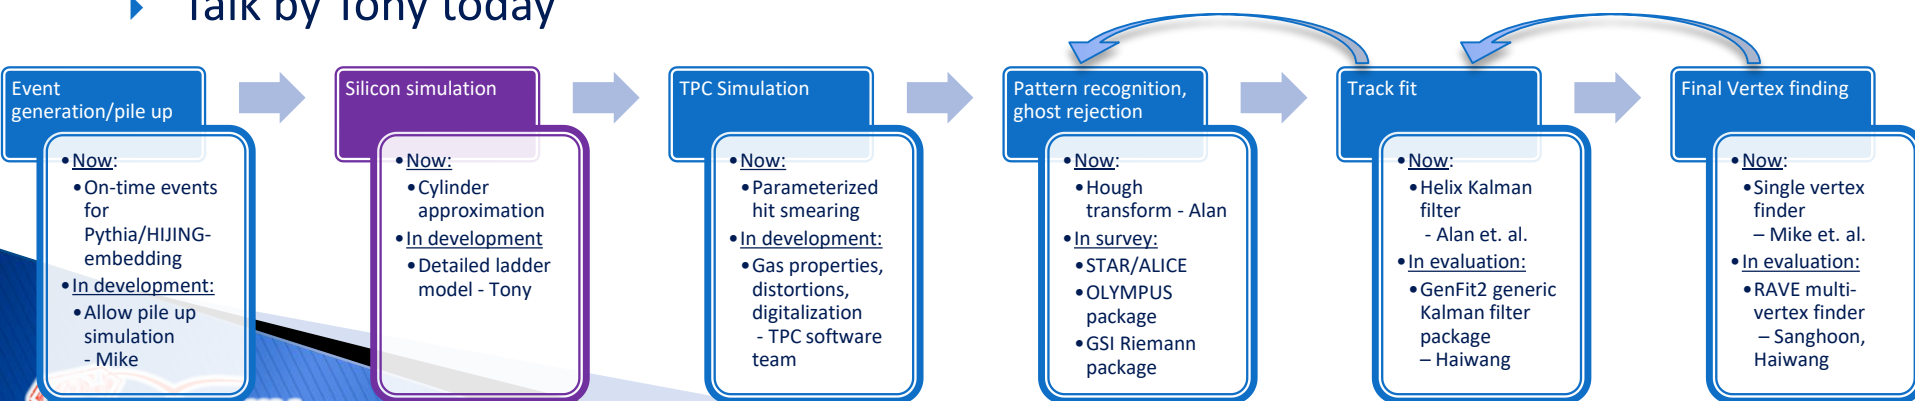 Talk by Tony today
Event
generation/pile up
•Now:
•On-time events
for
Pythia/HIJING-
embedding
•In development:
•Allow pile up
simulation
- Mike
Silicon simulation
•Now:
•Cylinder
approximation
•In development
•Detailed ladder
model - Tony
TPC Simulation
•Now:
•Parameterized
hit smearing
•In development:
•Gas properties,
distortions,
digitalization
- TPC software
team
Pattern recognition,
ghost rejection
•Now:
•Hough
transform - Alan
•In survey:
•STAR/ALICE
•OLYMPUS
package
•GSI Riemann
package
Track fit
•Now:
•Helix Kalman
filter
- Alan et. al.
•In evaluation:
•GenFit2 generic
Kalman filter
package
– Haiwang
Final Vertex finding
•Now:
•Single vertex
finder
– Mike et. al.
•In evaluation:
•RAVE multi-
vertex finder
– Sanghoon,
Haiwang